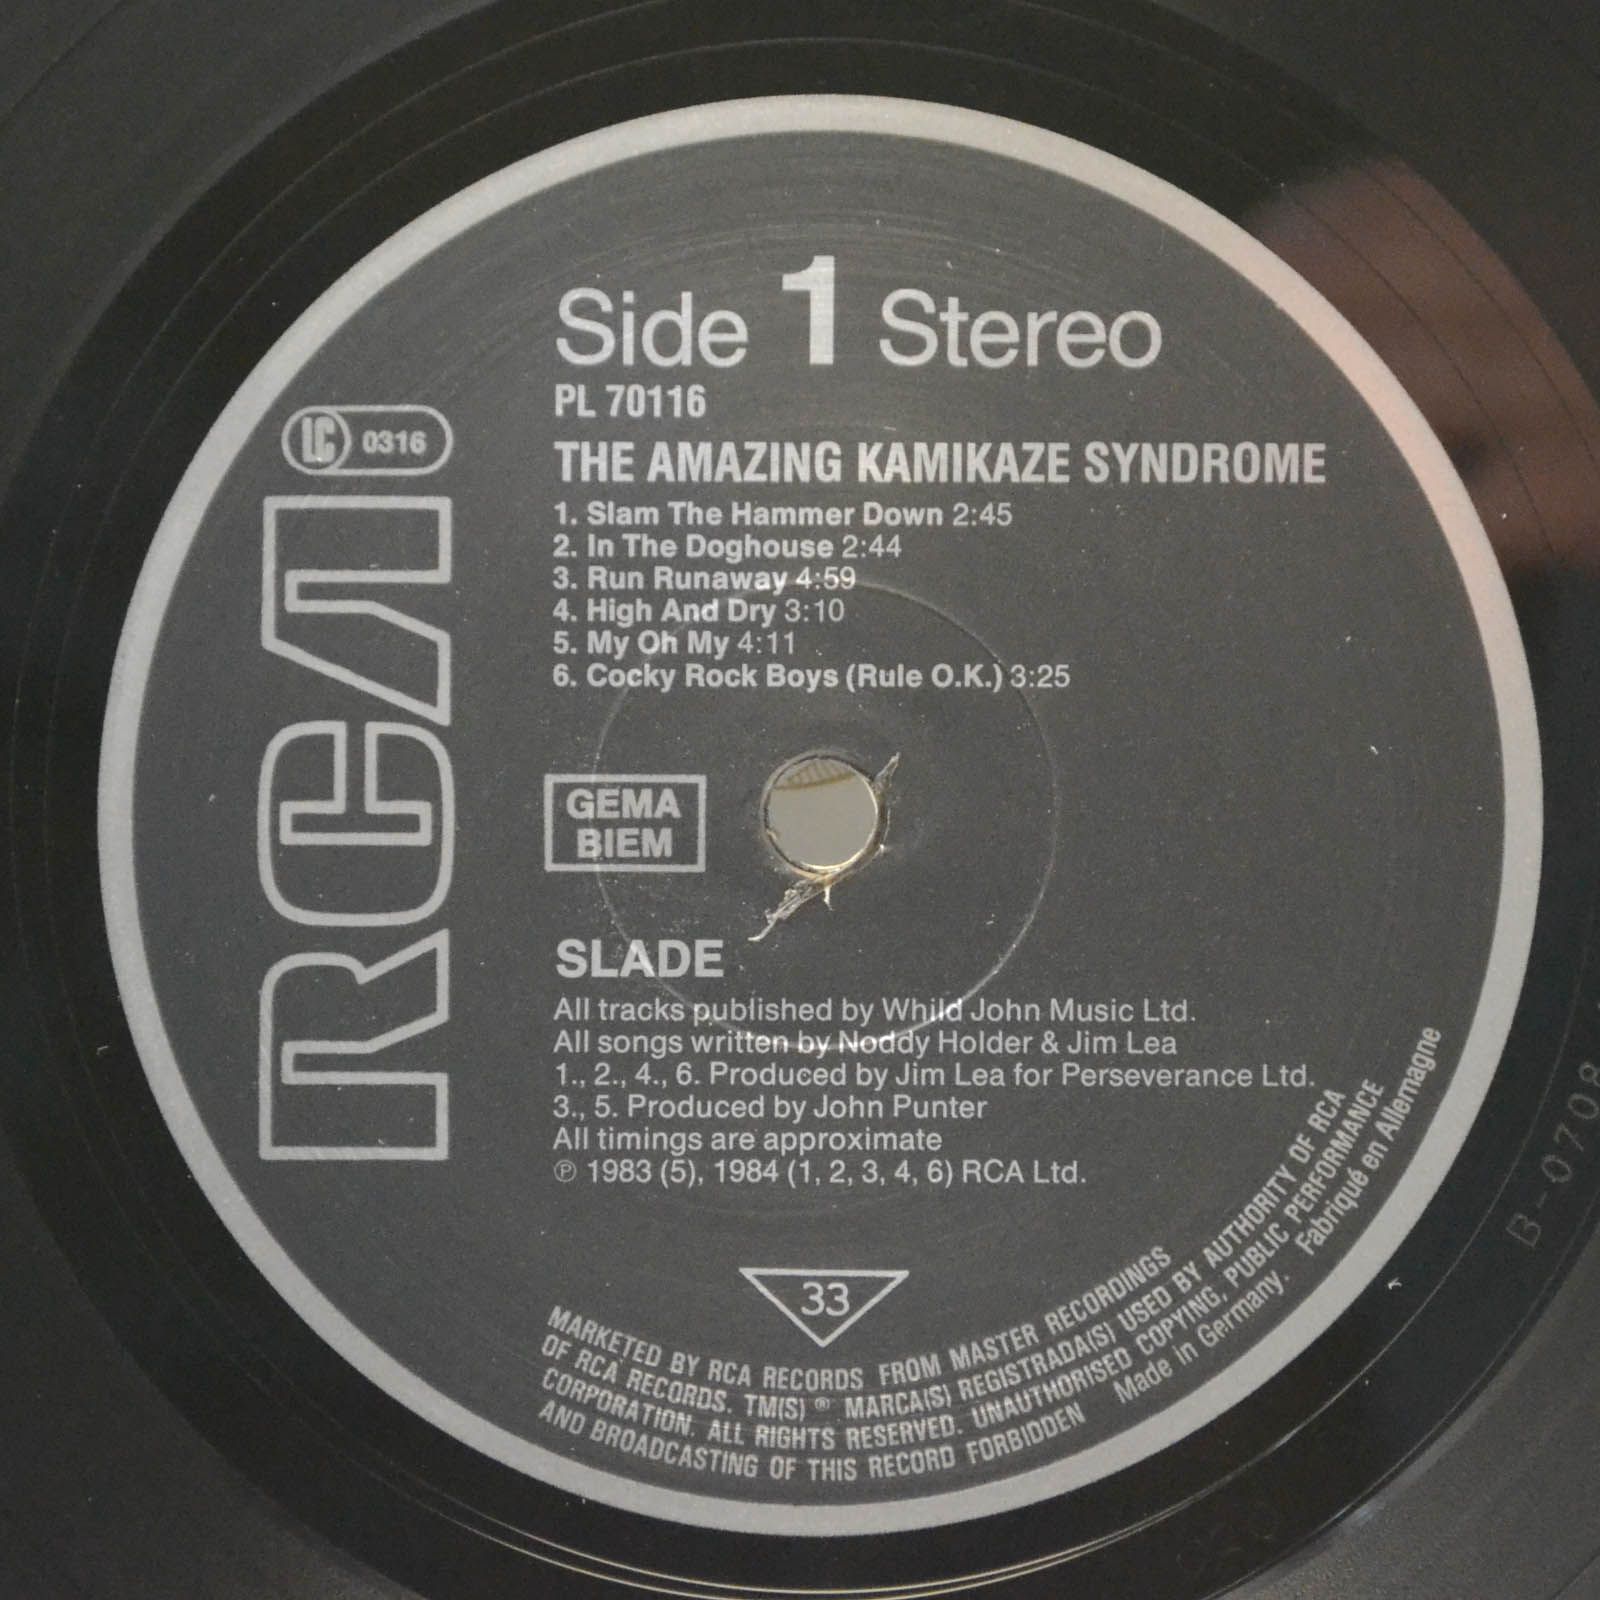 Side 1 Stereo
PL 70116
LC 0316
THE AMAZING KAMIKAZE SYNDROME
1. Slam The Hammer Down 2:45
2. In The Doghouse 2:44
3. Run Runaway 4:59
4. High And Dry 3:10
5. My Oh My 4:11
6. Cocky Rock Boys (Rule O.K.) 3:25
RCA
GEMA
BIEM
SLADE
All tracks published by Whild John Music Ltd.
All songs written by Noddy Holder & Jim Lea
1., 2., 4., 6. Produced by Jim Lea for Perseverance Ltd.
3., 5. Produced by John Punter
All timings are approximate
℗ 1983 (5), 1984 (1, 2, 3, 4, 6) RCA Ltd.
33
MARKETED BY RCA RECORDS FROM MASTER RECORDINGS
OF RCA RECORDS. TM(S) ® MARCA(S) REGISTRADA(S) USED BY AUTHORITY OF RCA
CORPORATION. ALL RIGHTS RESERVED. UNAUTHORISED COPYING, PUBLIC PERFORMANCE
AND BROADCASTING OF THIS RECORD FORBIDDEN Made in Germany. Fabriqué en Allemagne
B-0708